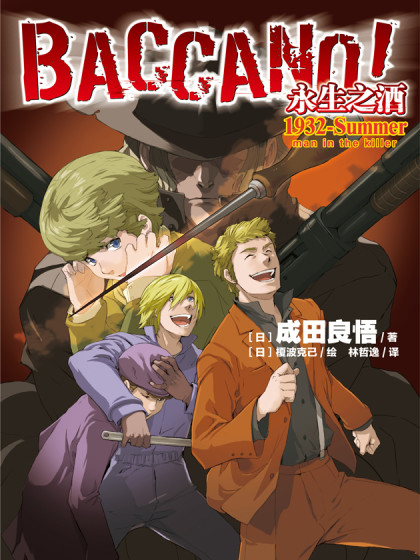 BACCANO!
永生之酒
1932-Summer
man in the killer
［日］成田良悟/著
［日］榎波克己/绘 林哲逸/译